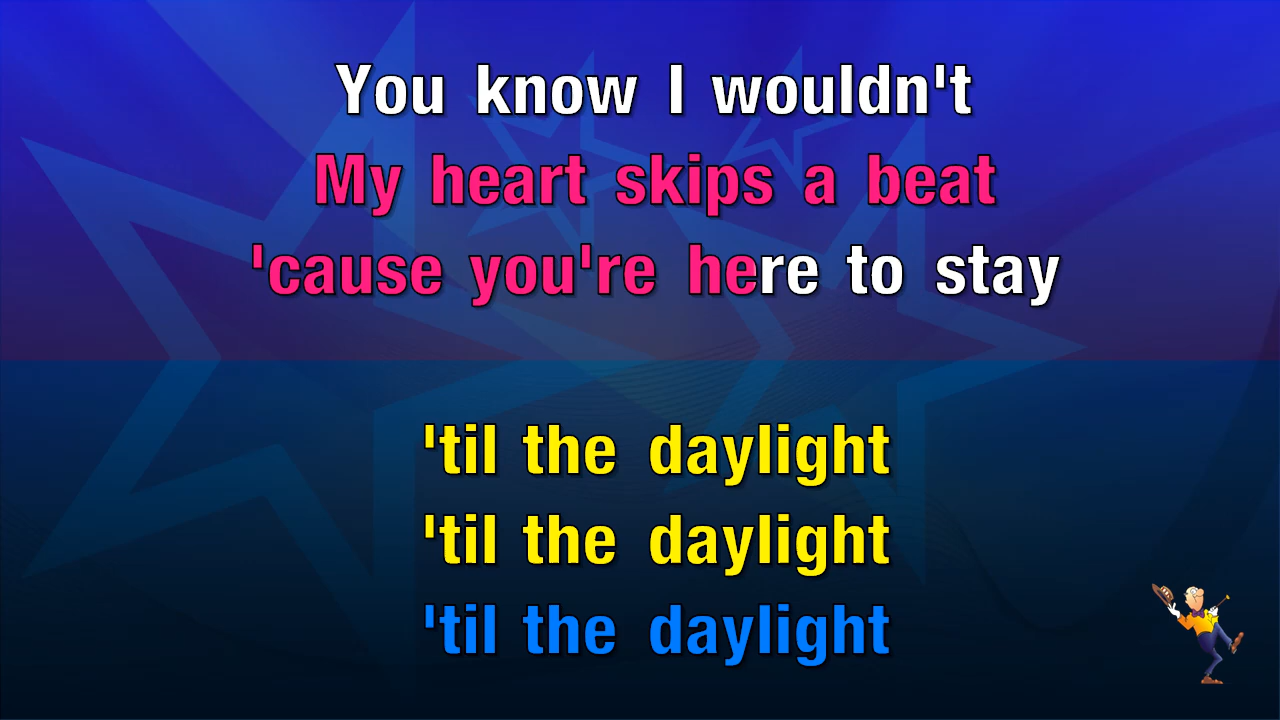 You know I wouldn't
My heart skips a beat
'cause you're here to stay
'til the daylight
'til the daylight
'til the daylight